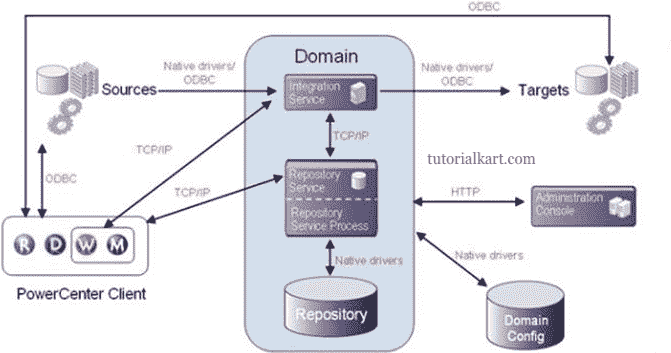 ODBC
Domain
Sources
Native drivers/
ODBC
Integration
Service
Native drivers/
ODBC
Targets
TCP/IP
TCP/IP
tutorialkart.com
ODBC
TCP/IP
Repository
Service
Repository
Service Process
HTTP
Administration
Console
R D W M
PowerCenter Client
Native drivers
Native drivers
Repository
Domain
Config